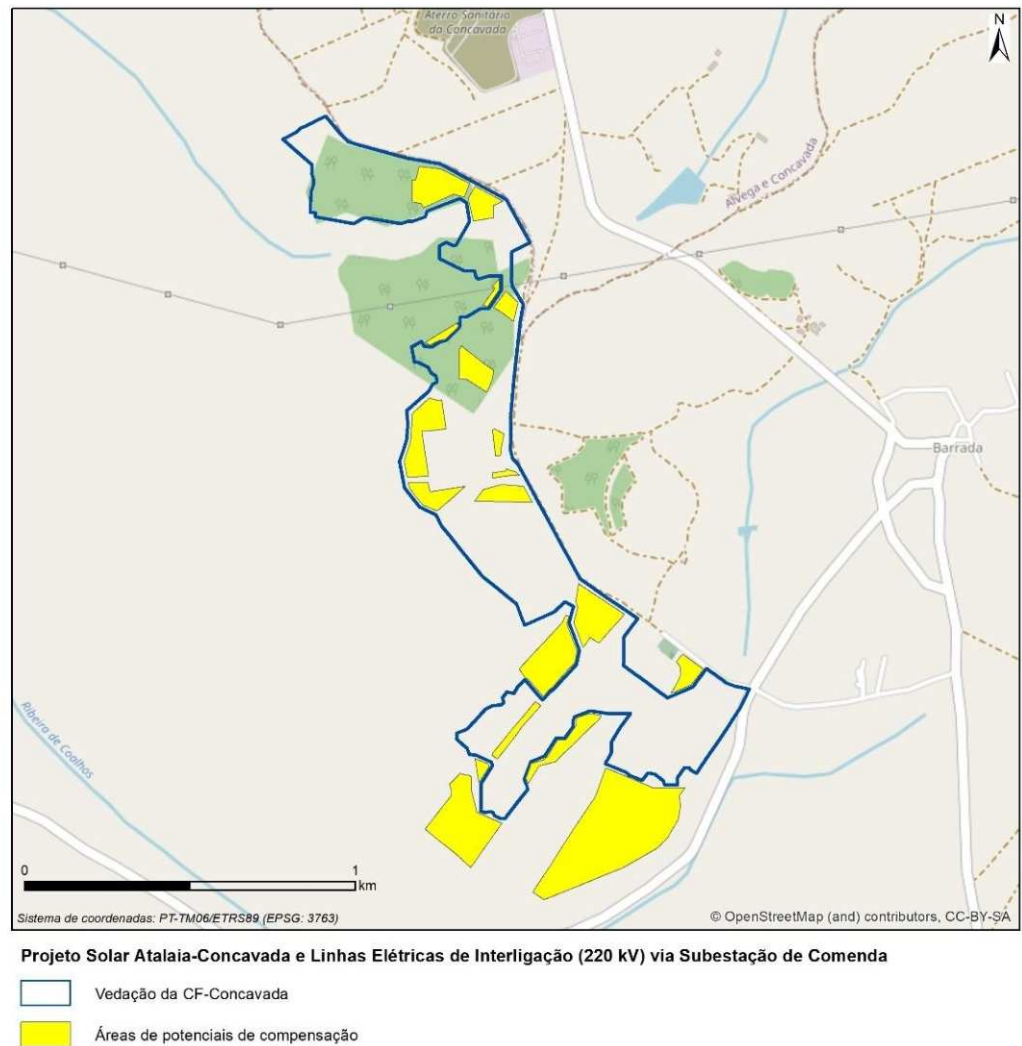 Aterro Sanitário
da Concavada
N
Alvega e Concavada
Barrada
Ribeira de Coalhos
0 1
km
Sistema de coordenadas: PT-TM06/ETRS89 (EPSG: 3763)
© OpenStreetMap (and) contributors, CC-BY-SA
Projeto Solar Atalaia-Concavada e Linhas Elétricas de Interligação (220 kV) via Subestação de Comenda
Vedação da CF-Concavada
Áreas de potenciais de compensação